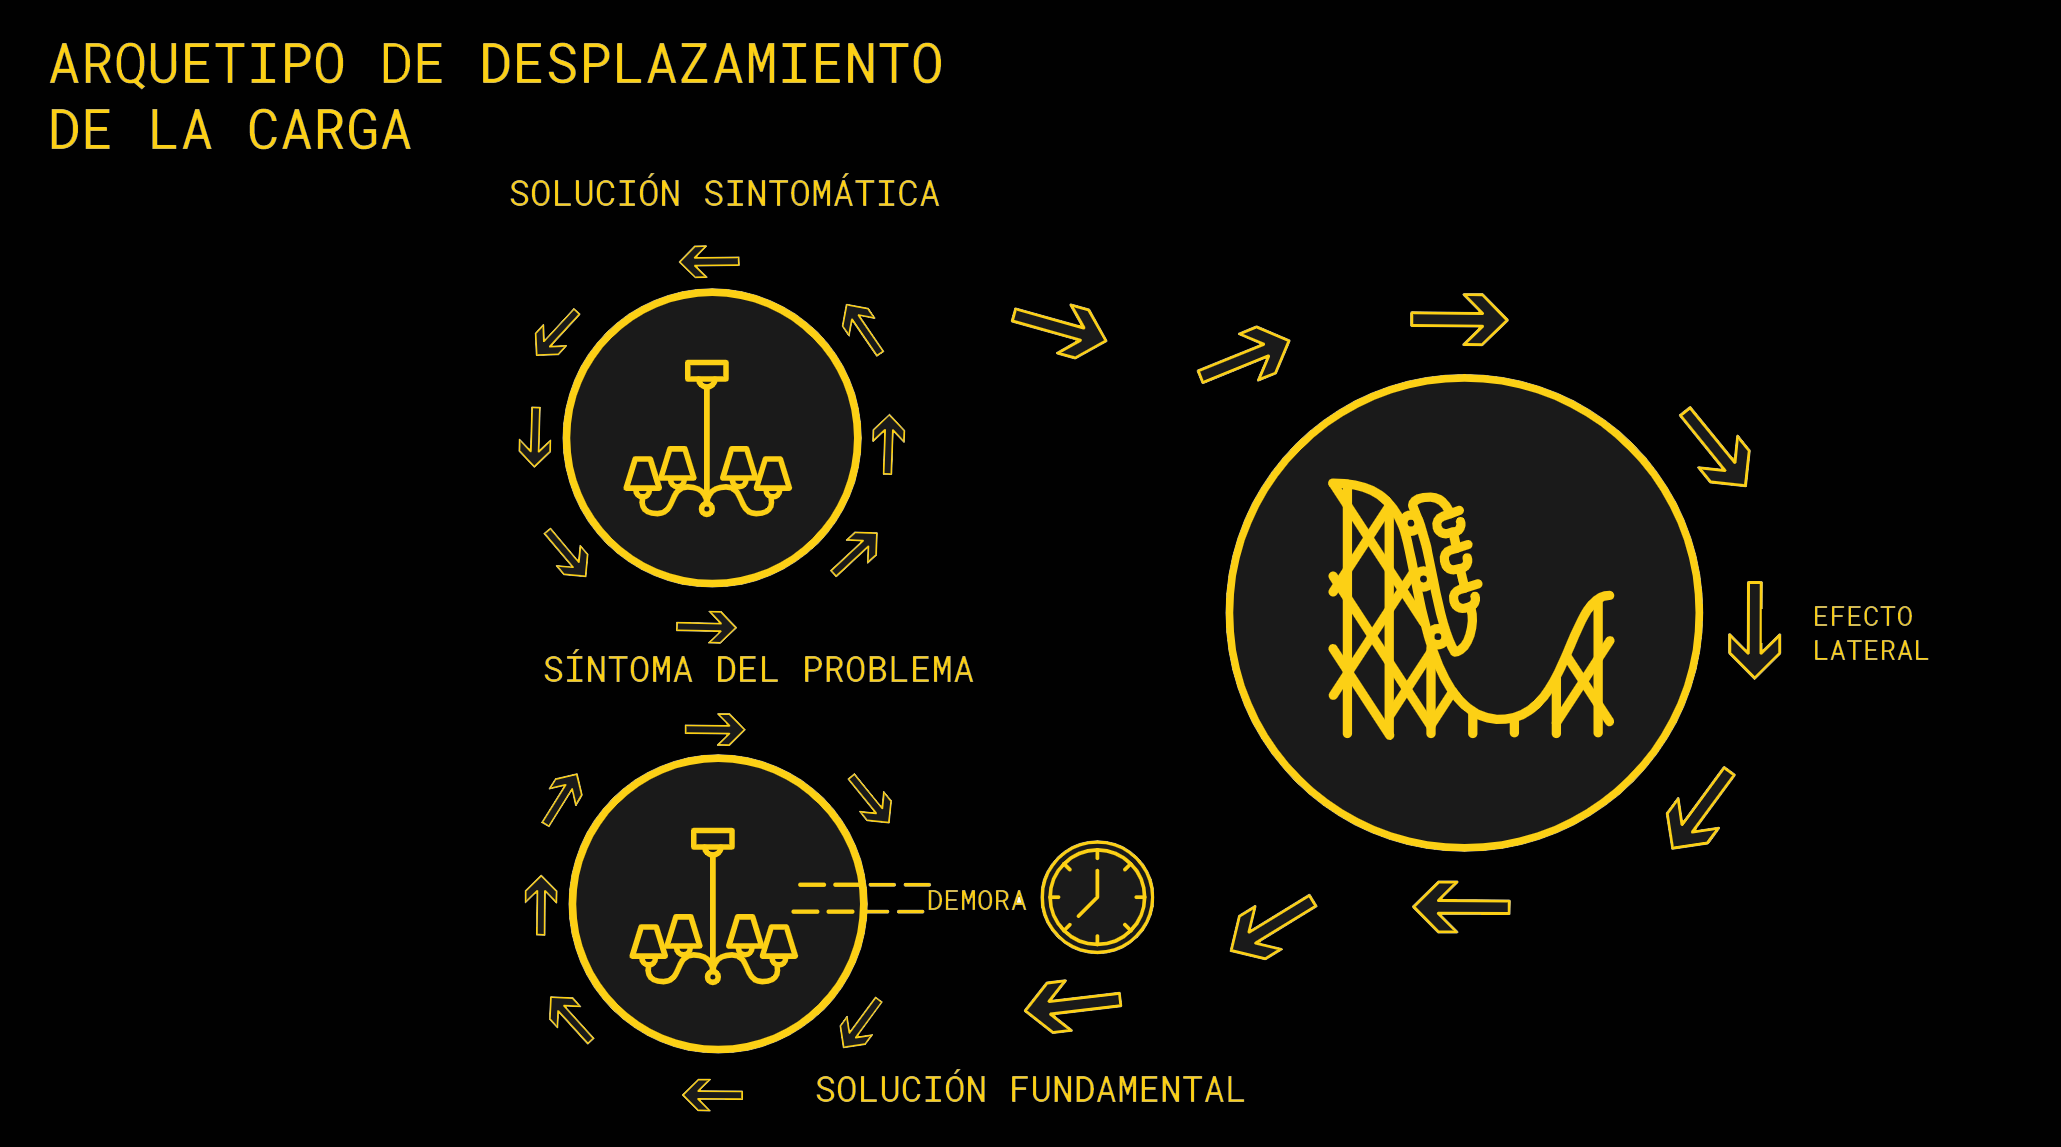 ARQUETIPO DE DESPLAZAMIENTO
DE LA CARGA
SOLUCIÓN SINTOMÁTICA
EFECTO
LATERAL
SÍNTOMA DEL PROBLEMA
DEMORA
SOLUCIÓN FUNDAMENTAL